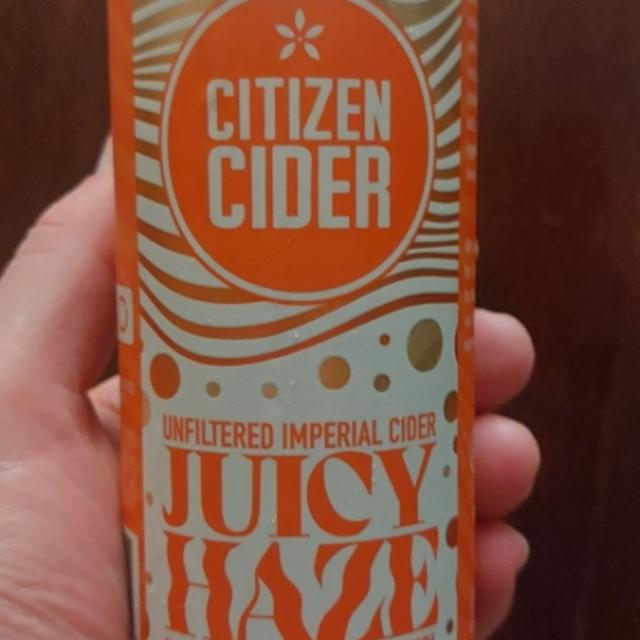 CITIZEN
CIDER
UNFILTERED IMPERIAL CIDER
JUICY
HAZE